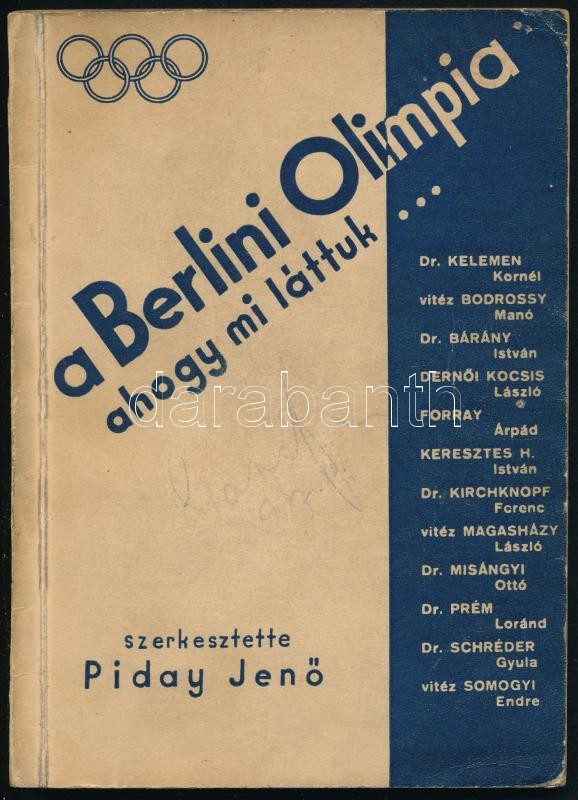 a Berlini Olimpia
ahogy mi láttuk ...
Dr. KELEMEN
Kornél
vitéz BODROSSY
Manó
Dr. BÁRÁNY
István
DERNŐI KOCSIS
László
FORRAY
Árpád
KERESZTES H.
István
Dr. KIRCHKNOPF
Ferenc
vitéz MAGASHÁZY
László
Dr. MISÁNGYI
Ottó
Dr. PRÉM
Loránd
Dr. SCHRÉDER
Gyula
vitéz SOMOGYI
Endre
darabanth
szerkesztette
Piday Jenő